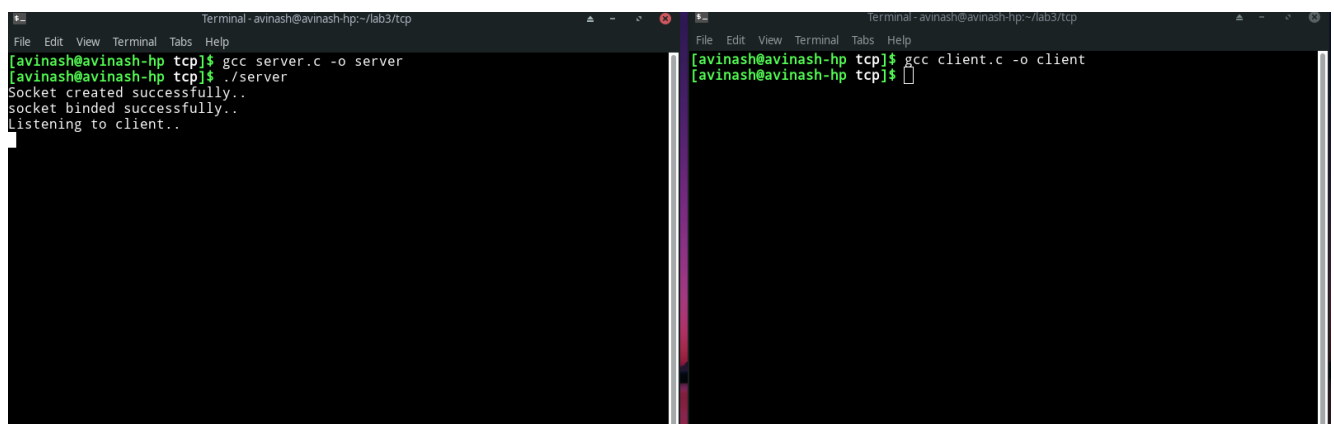 Terminal - avinash@avinash-hp:~/lab3/tcp
File Edit View Terminal Tabs Help
[avinash@avinash-hp tcp]$ gcc server.c -o server
[avinash@avinash-hp tcp]$ ./server
Socket created successfully..
socket binded successfully..
Listening to client..
Terminal - avinash@avinash-hp:~/lab3/tcp
File Edit View Terminal Tabs Help
[avinash@avinash-hp tcp]$ gcc client.c -o client
[avinash@avinash-hp tcp]$